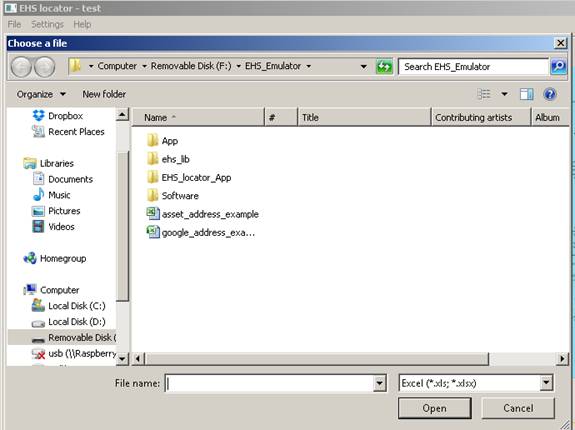 EHS locator - test
File Settings Help
Choose a file
Computer Removable Disk (F:) EHS_Emulator Search EHS_Emulator
Organize New folder
Name # Title Contributing artists Album
Dropbox
Recent Places
Libraries
Documents
Music
Pictures
Videos
Homegroup
Computer
Local Disk (C:)
Local Disk (D:)
Removable Disk (
usb (\\Raspberry
App
ehs_lib
EHS_locator_App
Software
asset_address_example
google_address_exa...
File name: Excel (*.xls; *.xlsx)
Open Cancel